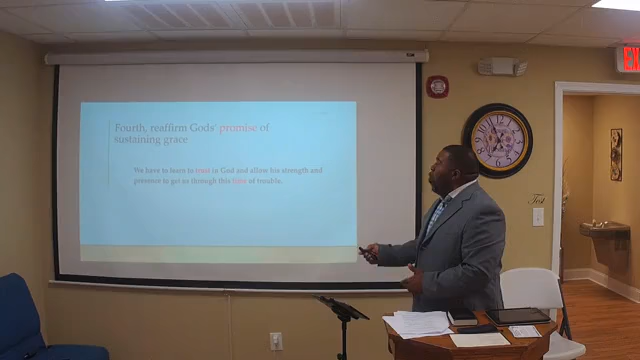 Fourth, reaffirm Gods' promise of
sustaining grace
We have to learn to trust in God and allow his strength and
presence to get us through this time of trouble.
EXIT
Test